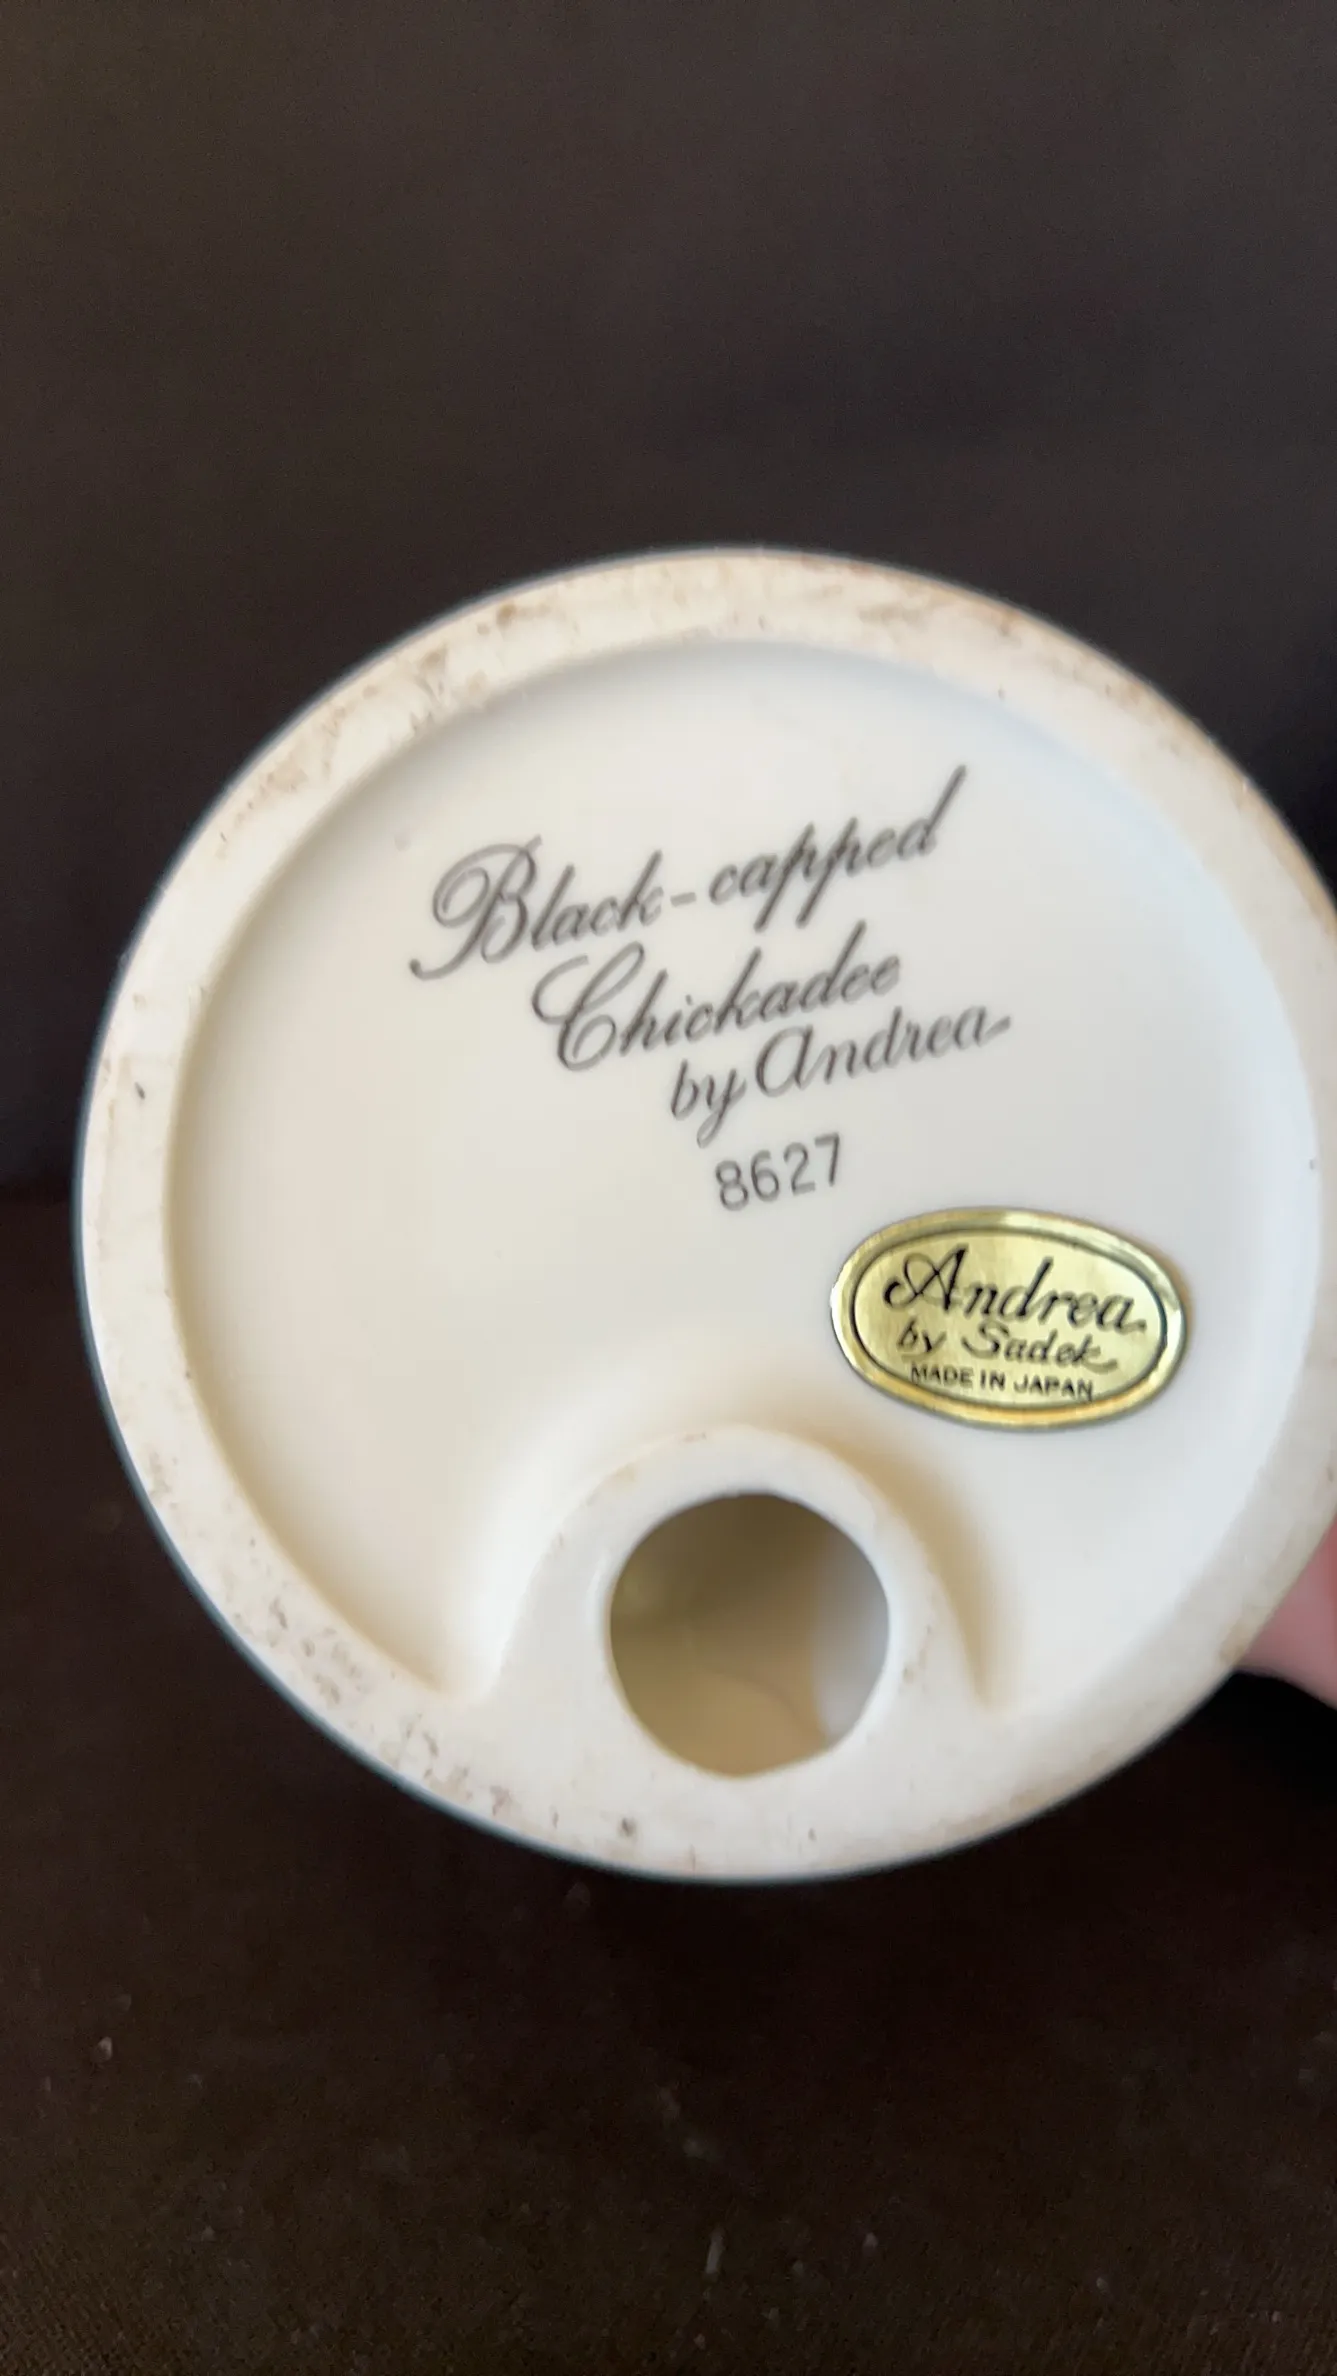 Black-capped
Chickadee
by Andrea
8627
Andrea
by Sadek
MADE IN JAPAN